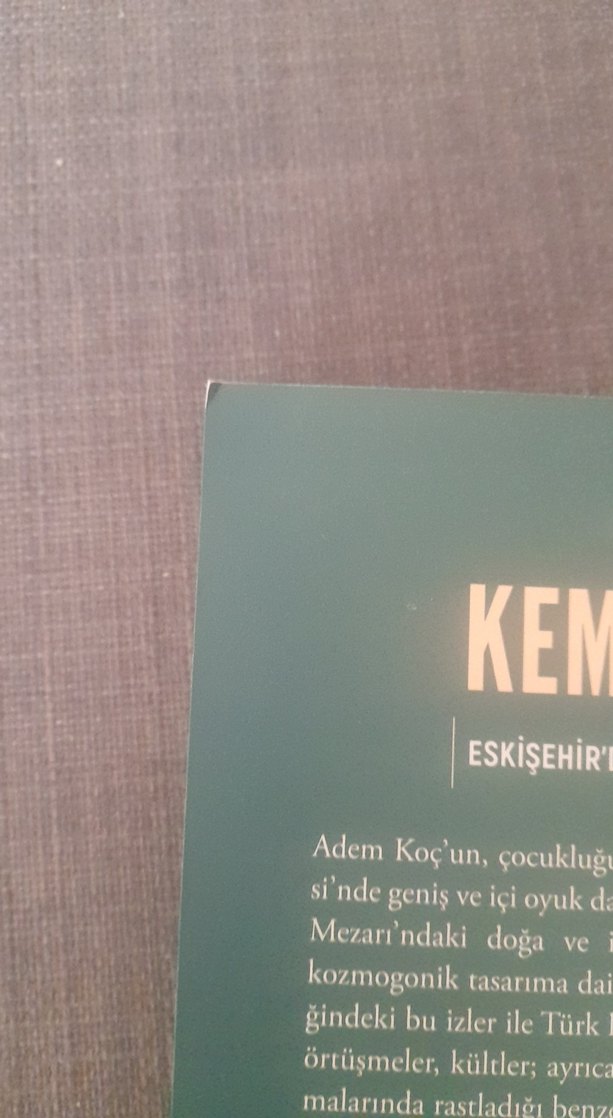 KEM
ESKİŞEHİR'
Adem Koç'un, çocukluğu
si'nde geniş ve içi oyuk da
Mezarı'ndaki doğa ve i
kozmogonik tasarıma dai
ğindeki bu izler ile Türk
örtüşmeler, kültler; ayrıca
malarında rastladığı benz